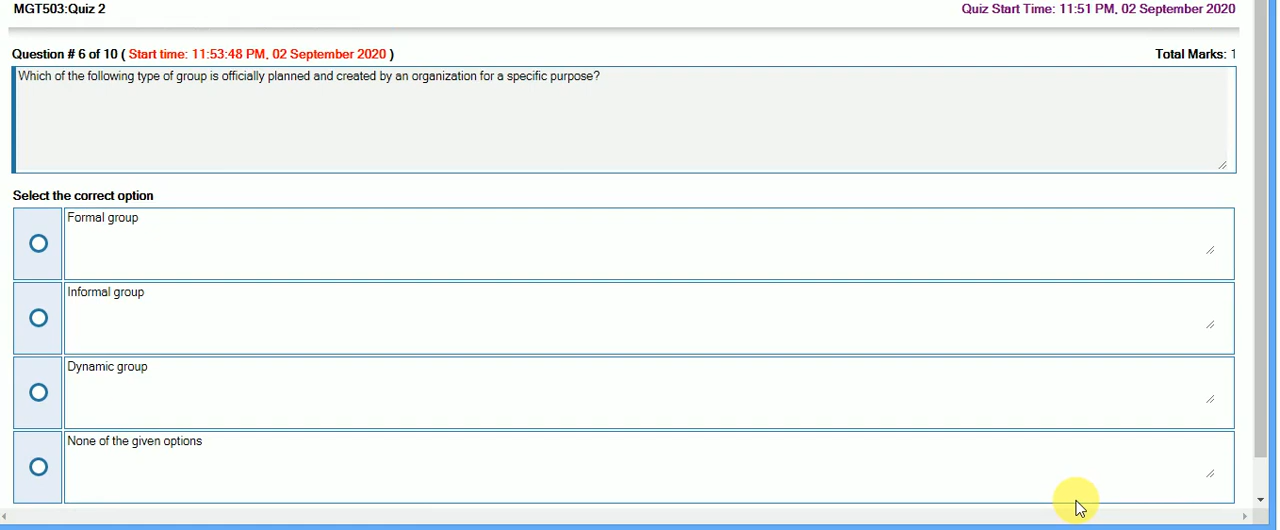 MGT503:Quiz 2
Quiz Start Time: 11:51 PM, 02 September 2020
Question # 6 of 10 ( Start time: 11:53:48 PM, 02 September 2020 )
Total Marks: 1
Which of the following type of group is officially planned and created by an organization for a specific purpose?
Select the correct option
Formal group
Informal group
Dynamic group
None of the given options